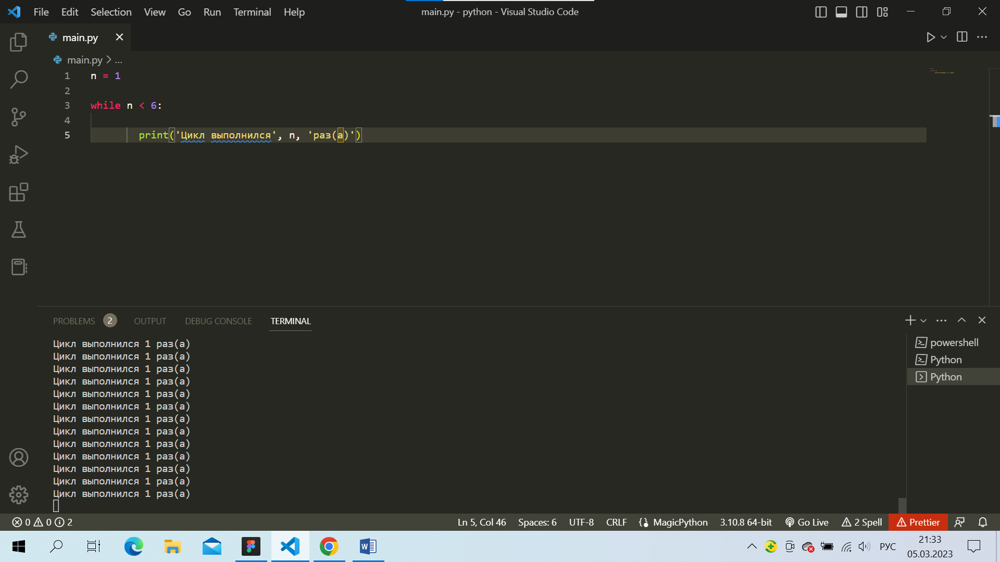 File Edit Selection View Go Run Terminal Help main.py - python - Visual Studio Code
main.py
main.py > ...
1 n = 1
2
3 while n < 6:
4
5 print('Цикл выполнился', n, 'раз(а)')
PROBLEMS 2 OUTPUT DEBUG CONSOLE TERMINAL
Цикл выполнился 1 раз(а)
Цикл выполнился 1 раз(а)
Цикл выполнился 1 раз(а)
Цикл выполнился 1 раз(а)
Цикл выполнился 1 раз(а)
Цикл выполнился 1 раз(а)
Цикл выполнился 1 раз(а)
Цикл выполнился 1 раз(а)
Цикл выполнился 1 раз(а)
Цикл выполнился 1 раз(а)
Цикл выполнился 1 раз(а)
Цикл выполнился 1 раз(а)
Цикл выполнился 1 раз(а)
powershell
Python
Python
0 0 2 Ln 5, Col 46 Spaces: 6 UTF-8 CRLF MagicPython 3.10.8 64-bit Go Live 2 Spell Prettier
W РУС 21:33
05.03.2023